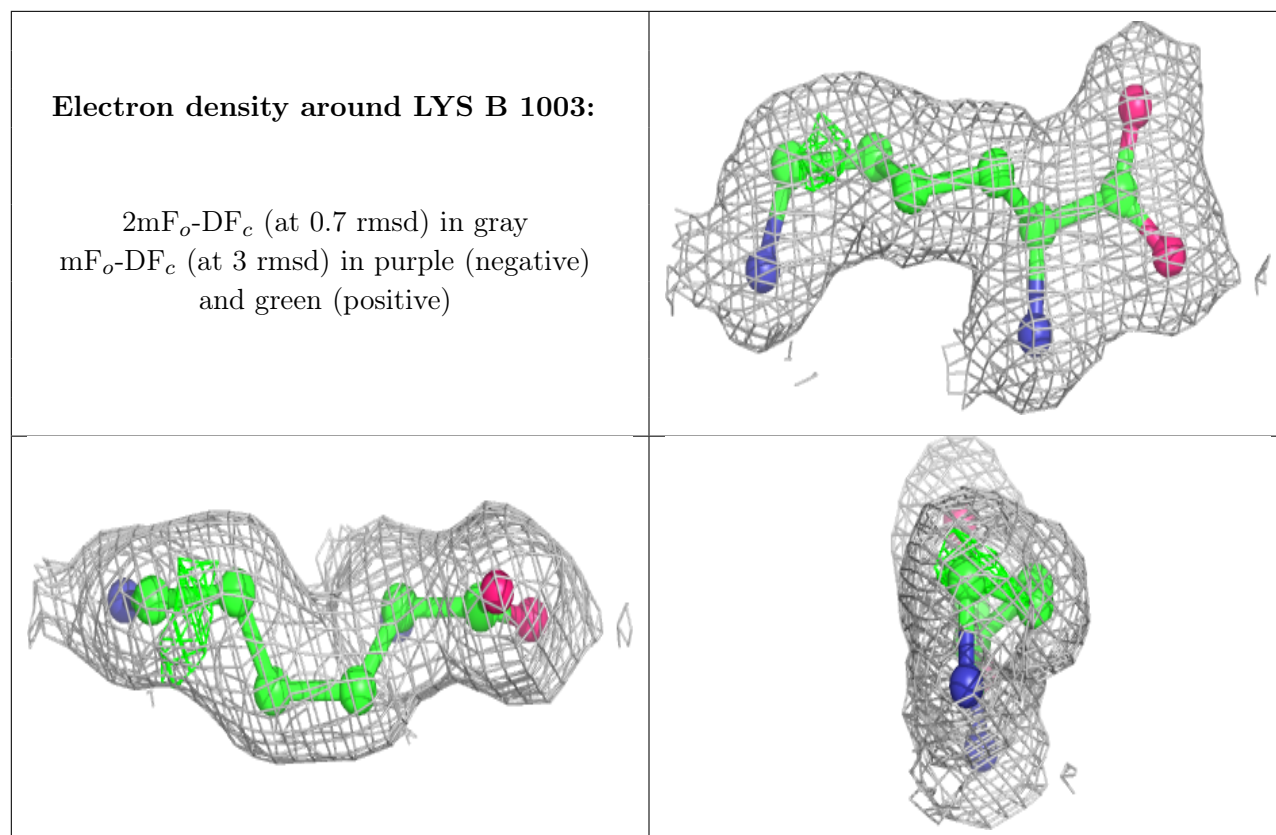 Electron density around LYS B 1003:
2mFo-DFc (at 0.7 rmsd) in gray
mFo-DFc (at 3 rmsd) in purple (negative)
and green (positive)